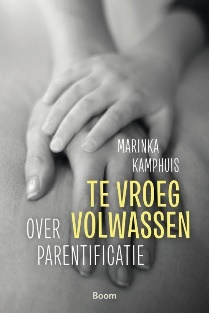 MARINKA
KAMPHUIS
TE VROEG
OVER VOLWASSEN
PARENTIFICATIE
Boom